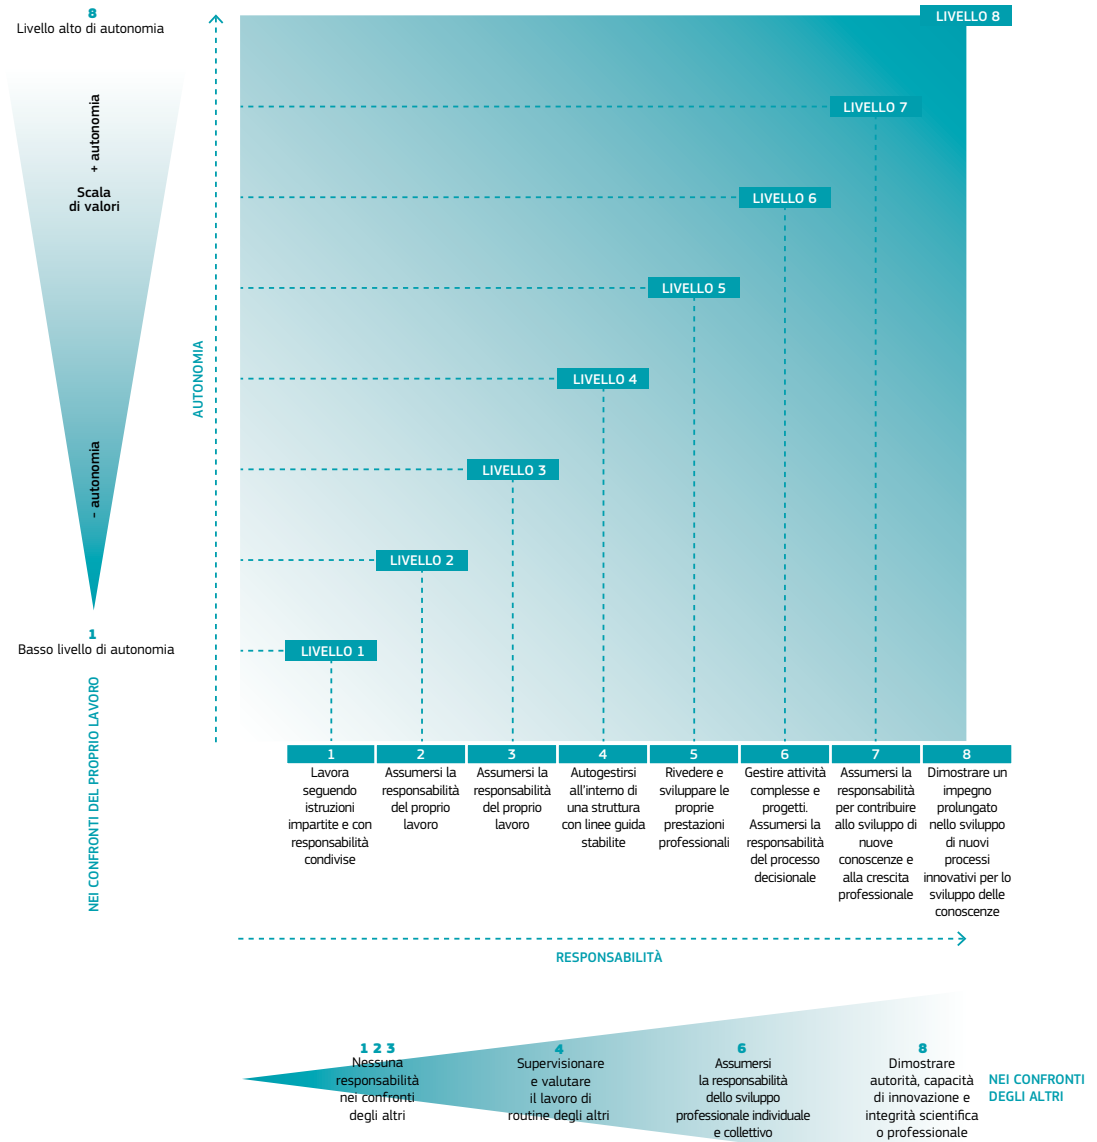 8
Livello alto di autonomia
+ autonomia
Scala
di valori
- autonomia
1
Basso livello di autonomia
NEI CONFRONTI DEL PROPRIO LAVORO
AUTONOMIA
LIVELLO 8
LIVELLO 7
LIVELLO 6
LIVELLO 5
LIVELLO 4
LIVELLO 3
LIVELLO 2
LIVELLO 1
1
Lavora
seguendo
istruzioni
impartite e con
responsabilità
condivise
2
Assumersi la
responsabilità
del proprio
lavoro
3
Assumersi la
responsabilità
del proprio
lavoro
4
Autogestirsi
all'interno di
una struttura
con linee guida
stabilite
5
Rivedere e
sviluppare le
proprie
prestazioni
professionali
6
Gestire attività
complesse e
progetti.
Assumersi la
responsabilità
del processo
decisionale
7
Assumersi la
responsabilità
per contribuire
allo sviluppo di
nuove
conoscenze e
alla crescita
professionale
8
Dimostrare un
impegno
prolungato
nello sviluppo
di nuovi
processi
innovativi per lo
sviluppo delle
conoscenze
RESPONSABILITÀ
1 2 3
Nessuna
responsabilità
nei confronti
degli altri
4
Supervisionare
e valutare
il lavoro di
routine degli altri
6
Assumersi
la responsabilità
dello sviluppo
professionale individuale
e collettivo
8
Dimostrare
autorità, capacità
di innovazione e
integrità scientifica
o professionale
NEI CONFRONTI
DEGLI ALTRI